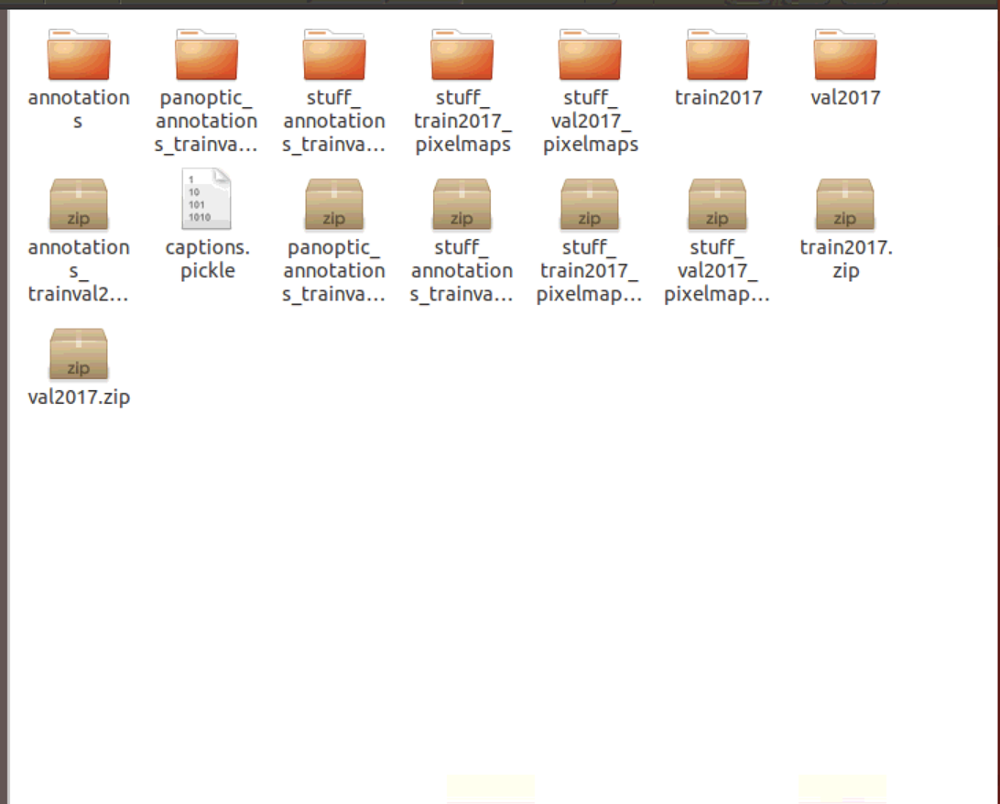 annotation
s
panoptic_
annotation
s_trainva...
stuff_
annotation
s_trainva...
stuff_
train2017_
pixelmaps
stuff_
val2017_
pixelmaps
train2017
val2017
zip
annotation
s_
trainval2...
1
10
101
1010
captions.
pickle
zip
panoptic_
annotation
s_trainva...
zip
stuff_
annotation
s_trainva...
zip
stuff_
train2017_
pixelmap...
zip
stuff_
val2017_
pixelmap...
zip
train2017.
zip
zip
val2017.zip